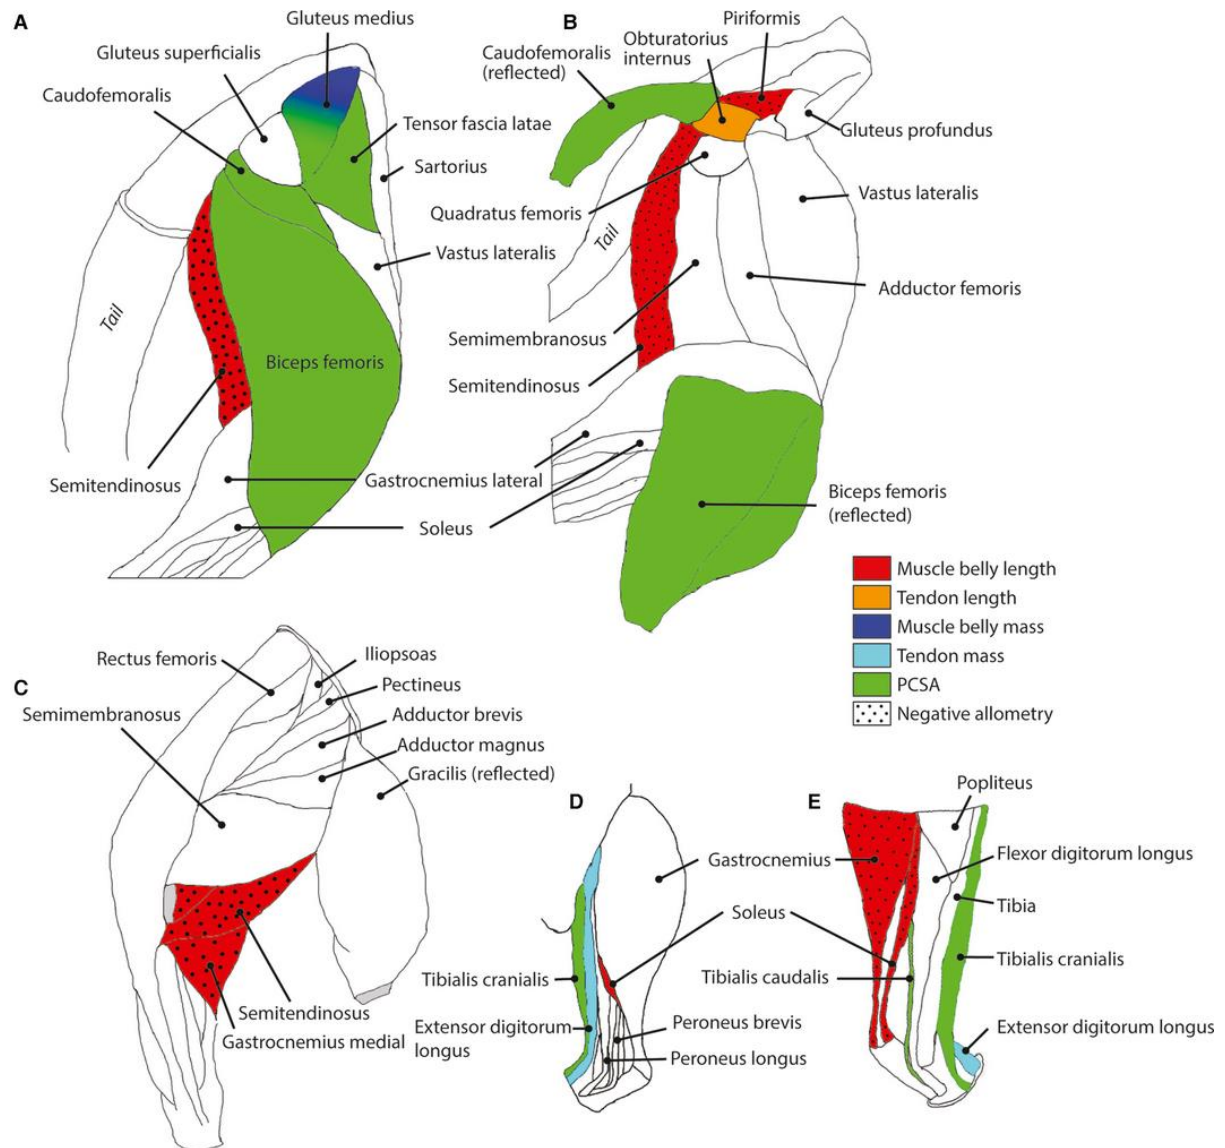 A
Gluteus medius
Gluteus superficialis
Caudofemoralis
Tensor fascia latae
Sartorius
Vastus lateralis
Tail
Biceps femoris
Semitendinosus
Gastrocnemius lateral
Soleus
B
Piriformis
Obturatorius
internus
Caudofemoralis
(reflected)
Gluteus profundus
Vastus lateralis
Quadratus femoris
Tail
Adductor femoris
Semimembranosus
Semitendinosus
Biceps femoris
(reflected)
Muscle belly length
Tendon length
Muscle belly mass
Tendon mass
PCSA
Negative allometry
C
Rectus femoris
Iliopsoas
Pectineus
Semimembranosus
Adductor brevis
Adductor magnus
Gracilis (reflected)
Semitendinosus
Gastrocnemius medial
D
Gastrocnemius
Soleus
Tibialis cranialis
Tibialis caudalis
Extensor digitorum
longus
Peroneus brevis
Peroneus longus
E
Popliteus
Flexor digitorum longus
Tibia
Tibialis cranialis
Extensor digitorum longus